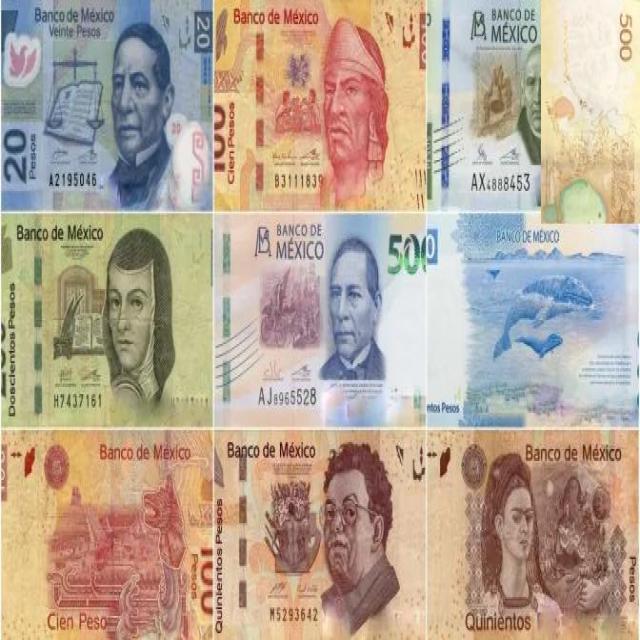 Banco de México
Veinte Pesos
20
20
Pesos
A2195046
Banco de México
100
Cien Pesos
B3111839
BANCO DE
MÉXICO
AX4888453
500
Banco de México
Doscientos Pesos
H7437161
BANCO DE
MÉXICO
500
AJ8965528
BANCO DE MÉXICO
ntos Pesos
Banco de México
100
Pesos
Cien Peso
Banco de México
Quinientos Pesos
M5293642
Banco de México
Quinientos
Pesos